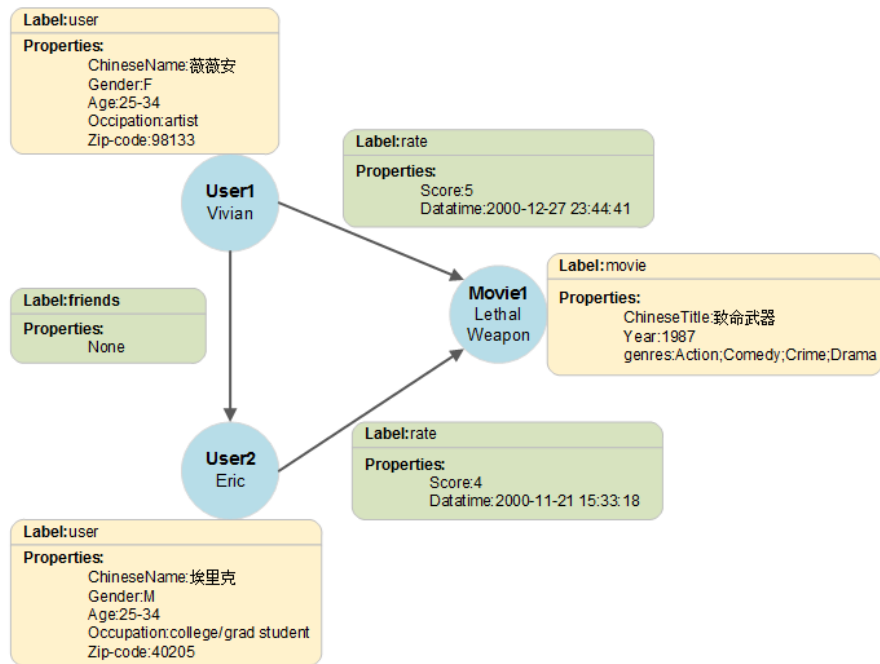 Label:user
Properties:
ChineseName:薇薇安
Gender:F
Age:25-34
Occipation:artist
Zip-code:98133
User1
Vivian
Label:rate
Properties:
Score:5
Datatime:2000-12-27 23:44:41
Label:friends
Properties:
None
Movie1
Lethal
Weapon
Label:movie
Properties:
ChineseTitle:致命武器
Year:1987
genres:Action;Comedy;Crime;Drama
User2
Eric
Label:rate
Properties:
Score:4
Datatime:2000-11-21 15:33:18
Label:user
Properties:
ChineseName:埃里克
Gender:M
Age:25-34
Occupation:college/grad student
Zip-code:40205